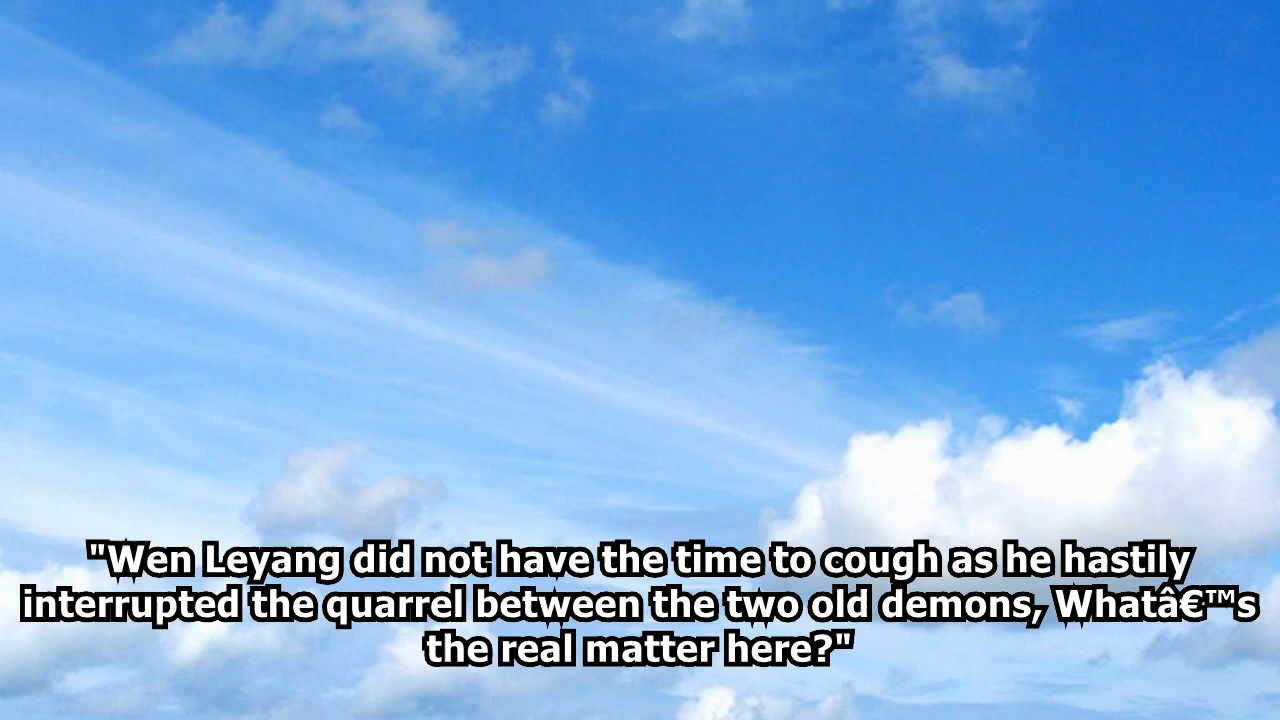 "Wen Leyang did not have the time to cough as he hastily
interrupted the quarrel between the two old demons, Whatâ€™s
the real matter here?"